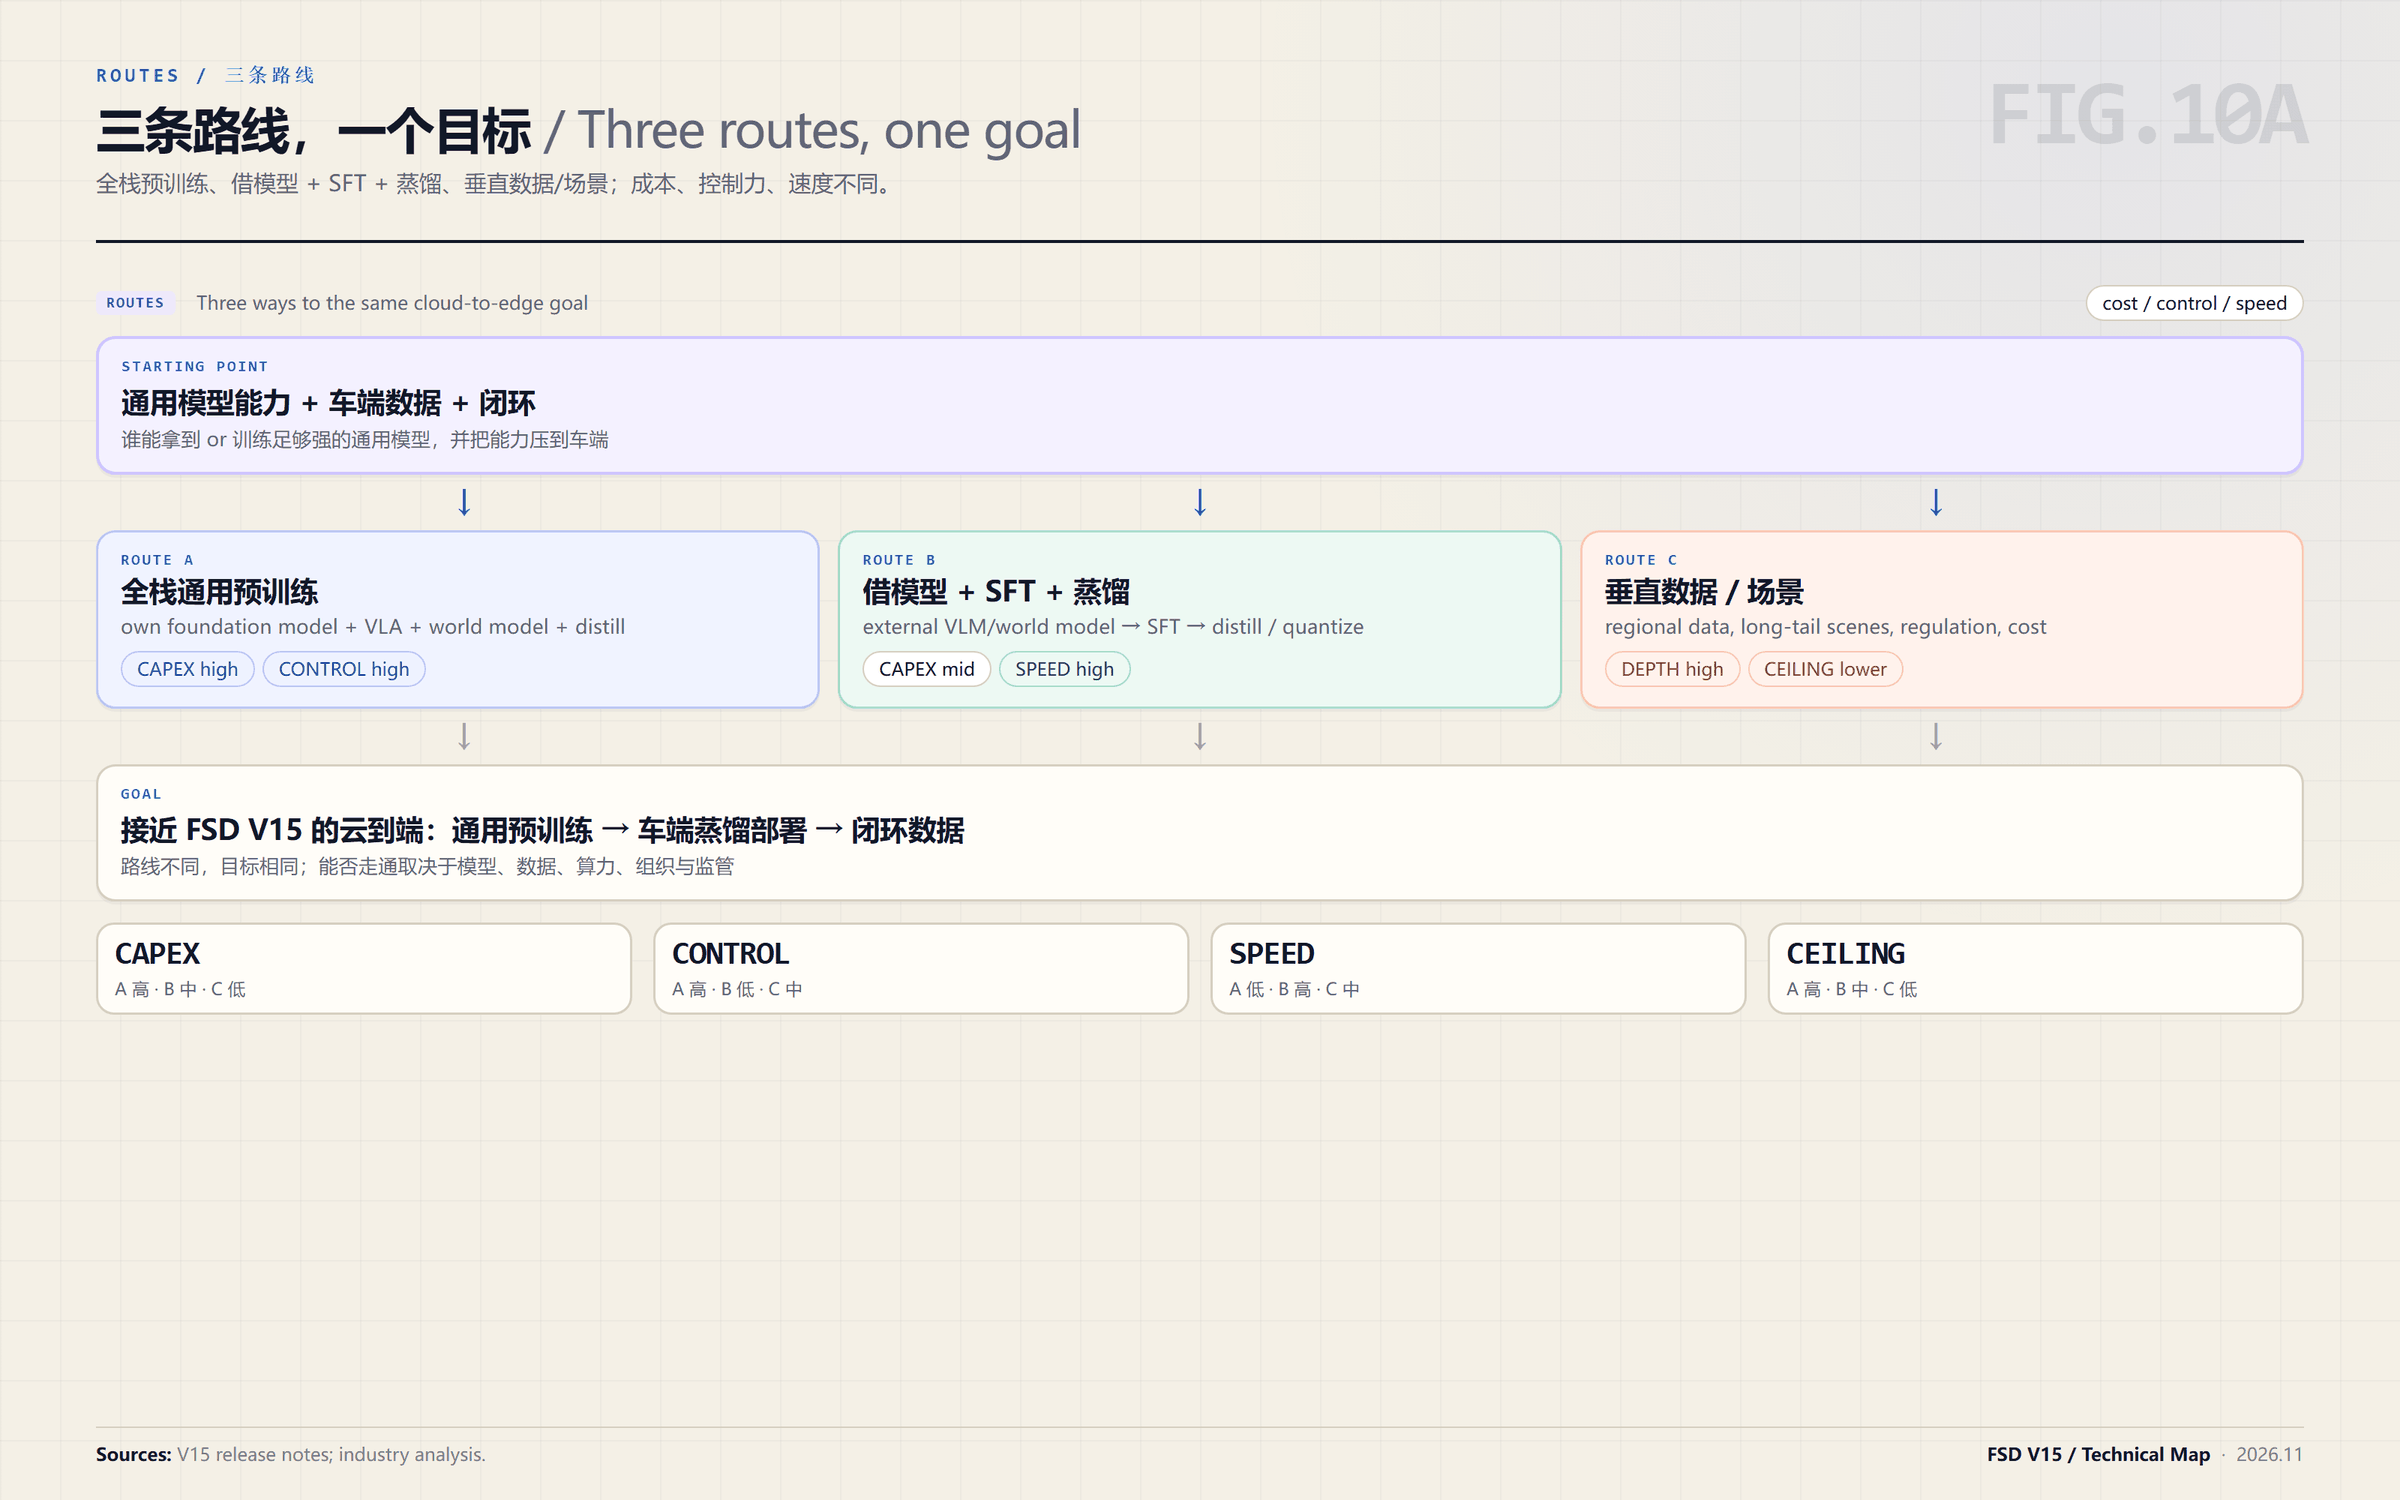 ROUTES / 三条路线
三条路线，一个目标 / Three routes, one goal
FIG.10A
全栈预训练、借模型 + SFT + 蒸馏、垂直数据/场景；成本、控制力、速度不同。
ROUTES Three ways to the same cloud-to-edge goal
cost / control / speed
STARTING POINT
通用模型能力 + 车端数据 + 闭环
谁能拿到 or 训练足够强的通用模型，并把能力压到车端
↓ ↓ ↓
ROUTE A
全栈通用预训练
own foundation model + VLA + world model + distill
CAPEX high CONTROL high
ROUTE B
借模型 + SFT + 蒸馏
external VLM/world model → SFT → distill / quantize
CAPEX mid SPEED high
ROUTE C
垂直数据 / 场景
regional data, long-tail scenes, regulation, cost
DEPTH high CEILING lower
↓ ↓ ↓
GOAL
接近 FSD V15 的云到端：通用预训练 → 车端蒸馏部署 → 闭环数据
路线不同，目标相同；能否走通取决于模型、数据、算力、组织与监管
CAPEX
A 高 · B 中 · C 低
CONTROL
A 高 · B 低 · C 中
SPEED
A 低 · B 高 · C 中
CEILING
A 高 · B 中 · C 低
Sources: V15 release notes; industry analysis.
FSD V15 / Technical Map · 2026.11